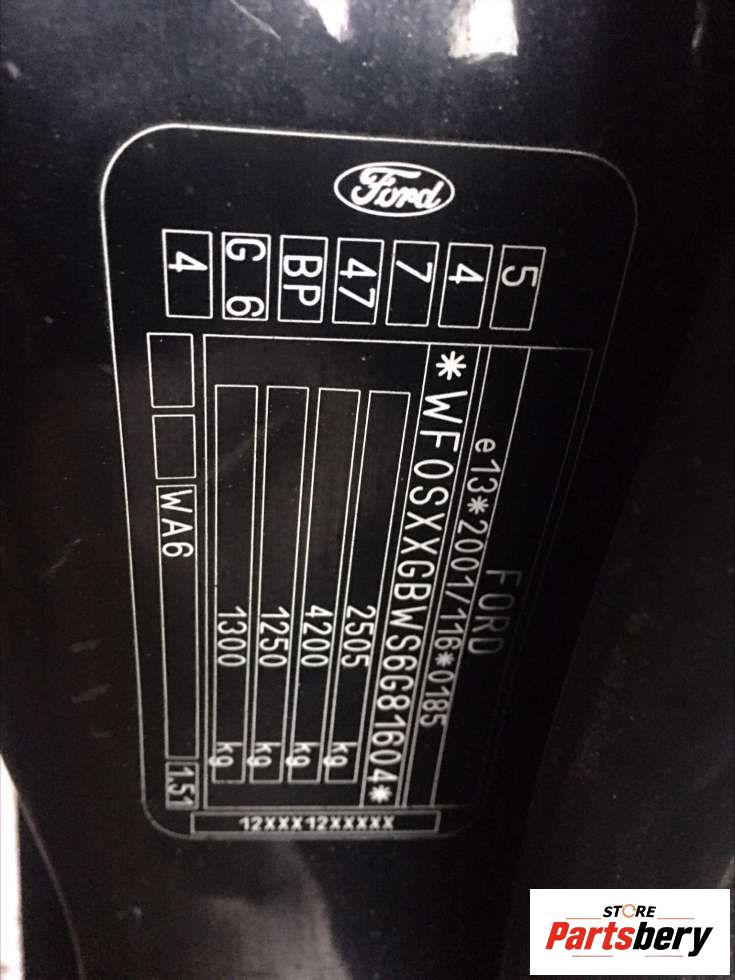 Ford
5
4
7
47
BP
G 6
4
FORD
e13*2001/116*0185
*WF0SXXGBWS6G81604*
2505 kg
4200 kg
1250 kg
1300 kg
WA6
1,51
12XXX12XXXXX
STORE
Partsbery